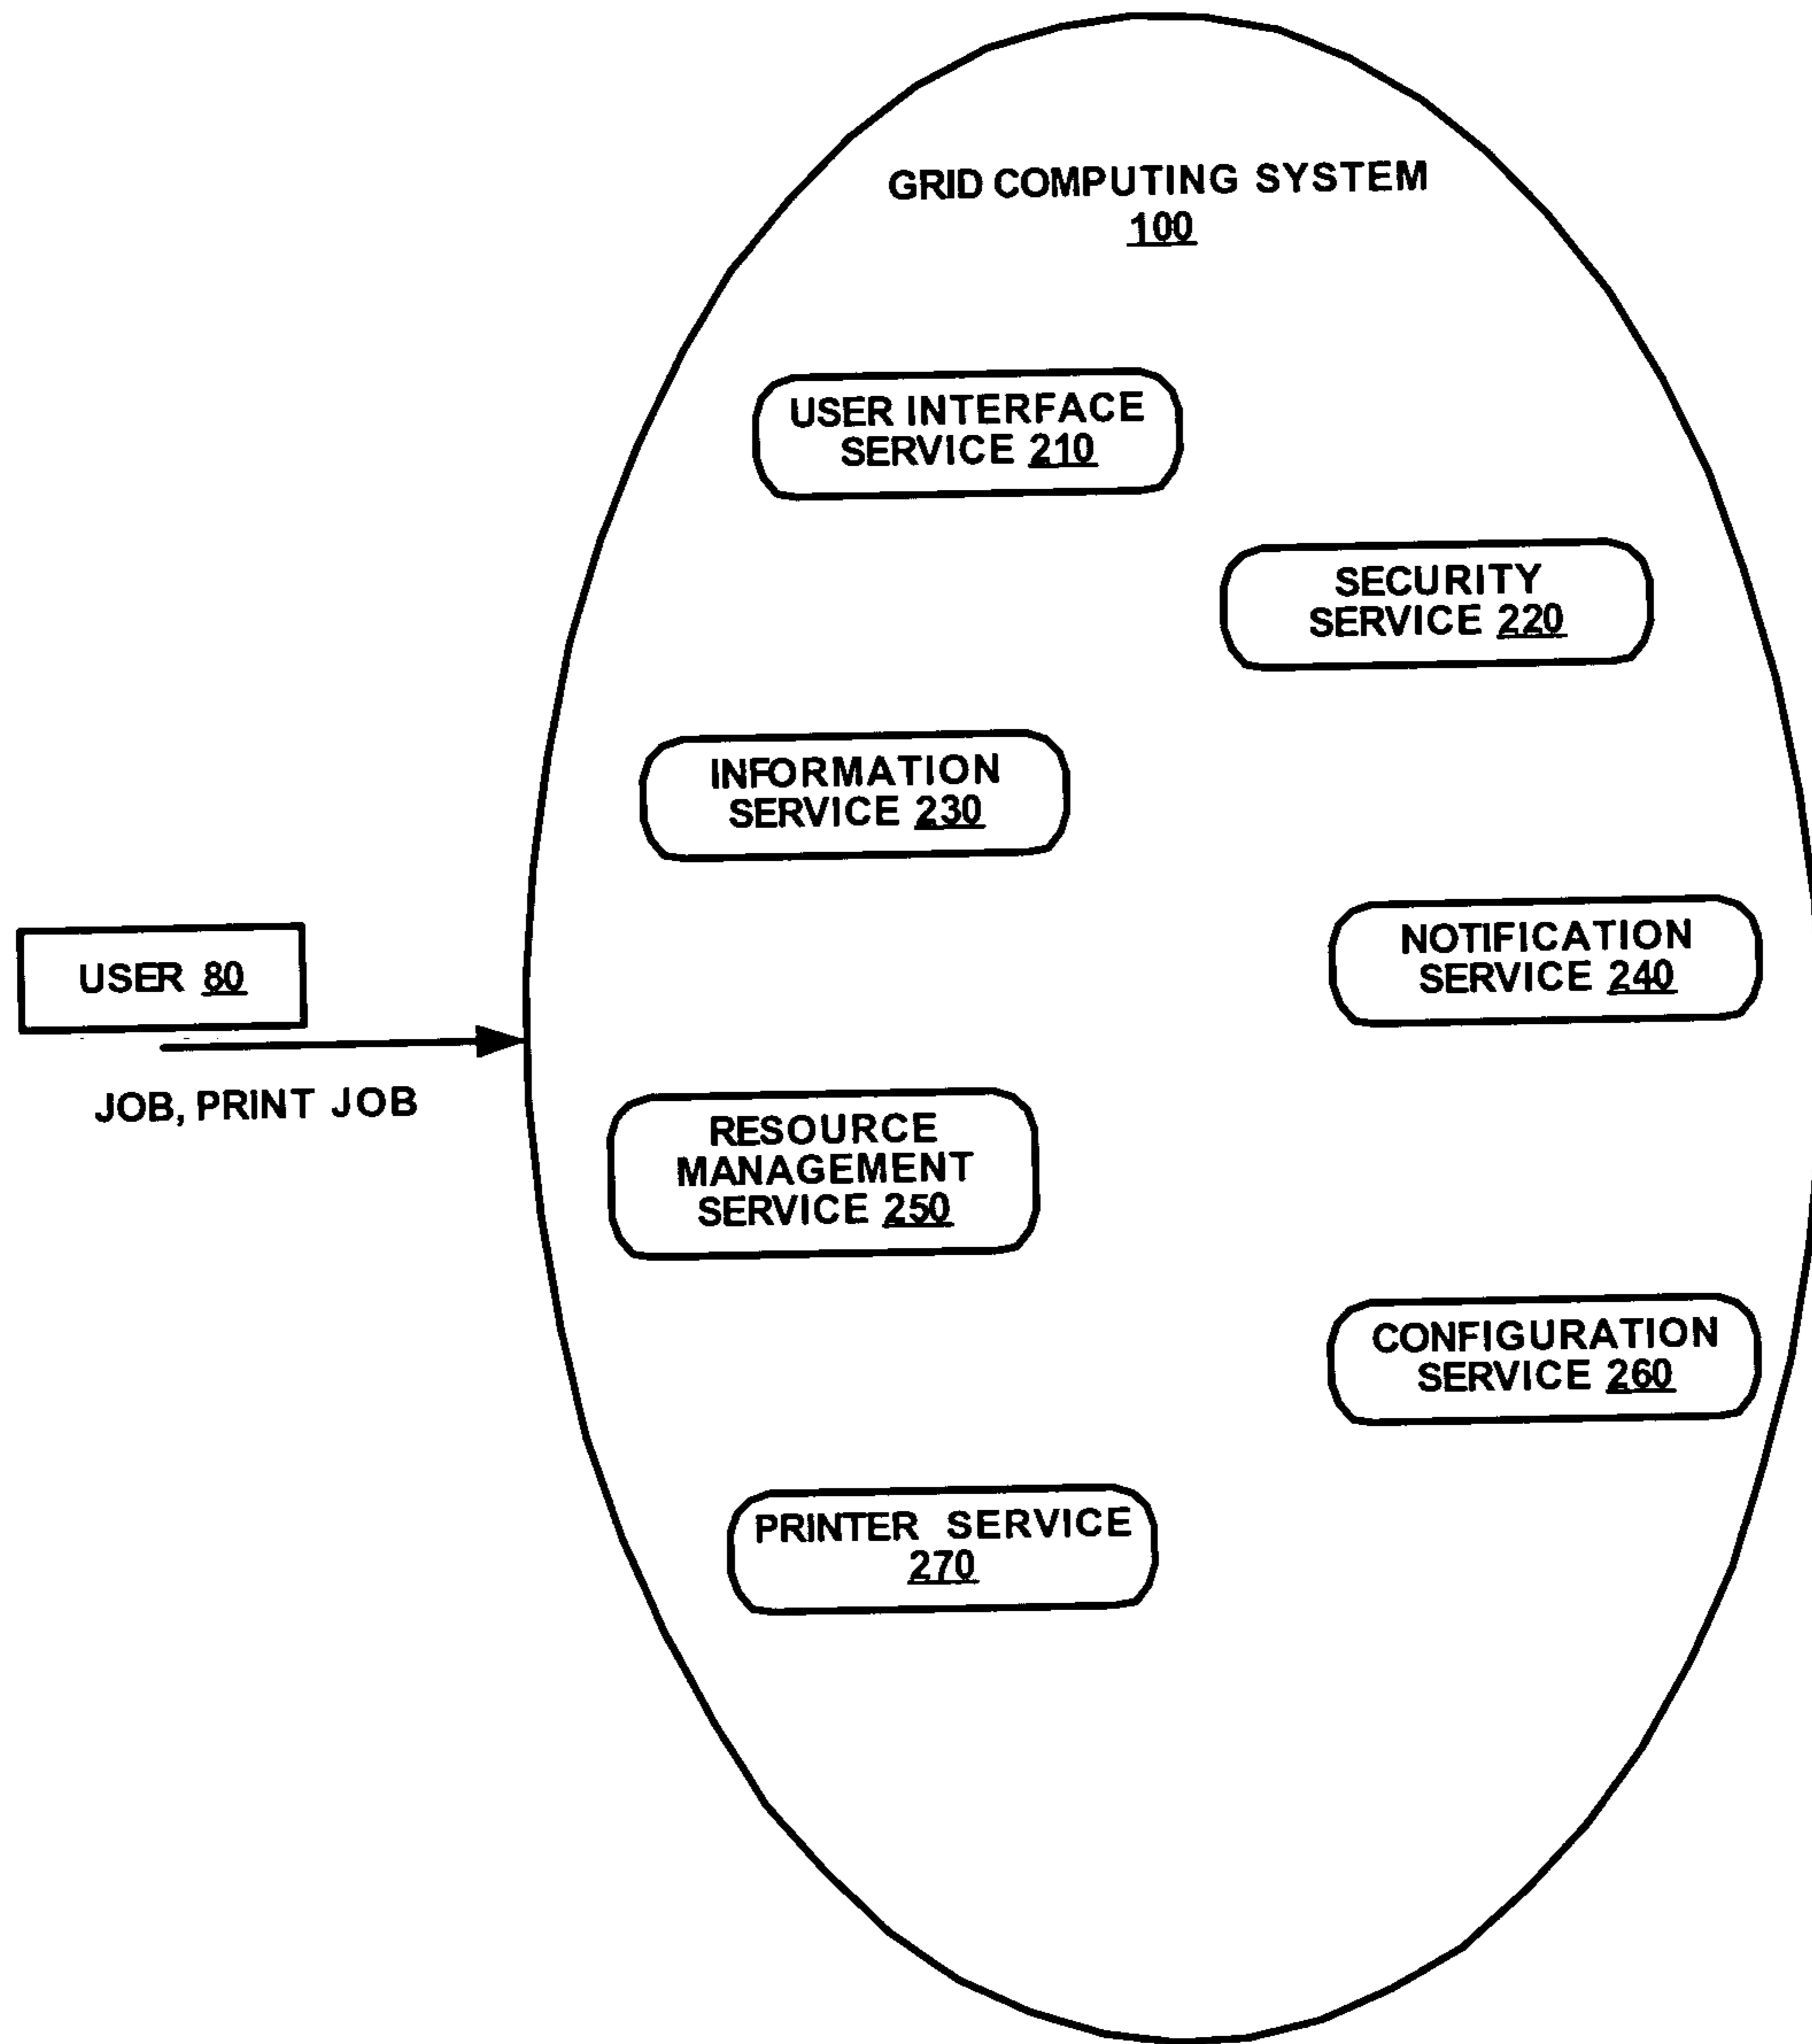 GRID COMPUTING SYSTEM
100
USER INTERFACE
SERVICE 210
SECURITY
SERVICE 220
INFORMATION
SERVICE 230
NOTIFICATION
SERVICE 240
USER 80
JOB, PRINT JOB
RESOURCE
MANAGEMENT
SERVICE 250
CONFIGURATION
SERVICE 260
PRINTER SERVICE
270